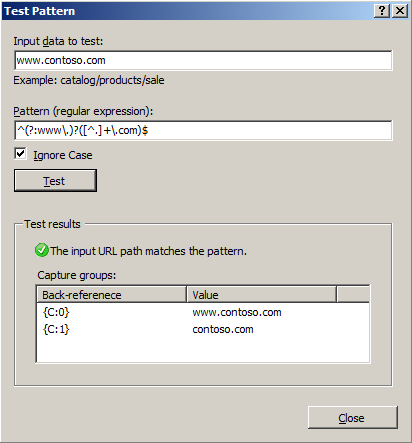 Test Pattern
Input data to test:
www.contoso.com
Example: catalog/products/sale
Pattern (regular expression):
^(?:www\.)?([^.]+\.com)$
Ignore Case
Test
Test results
The input URL path matches the pattern.
Capture groups:
Back-referenece Value
{C:0} www.contoso.com
{C:1} contoso.com
Close